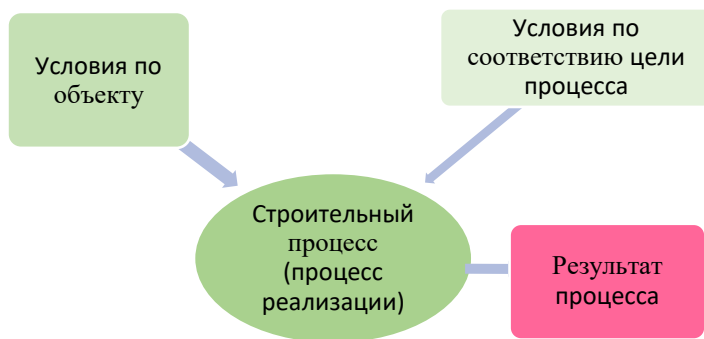 Условия по
объекту
Условия по
соответствию цели
процесса
Строительный
процесс
(процесс
реализации)
Результат
процесса